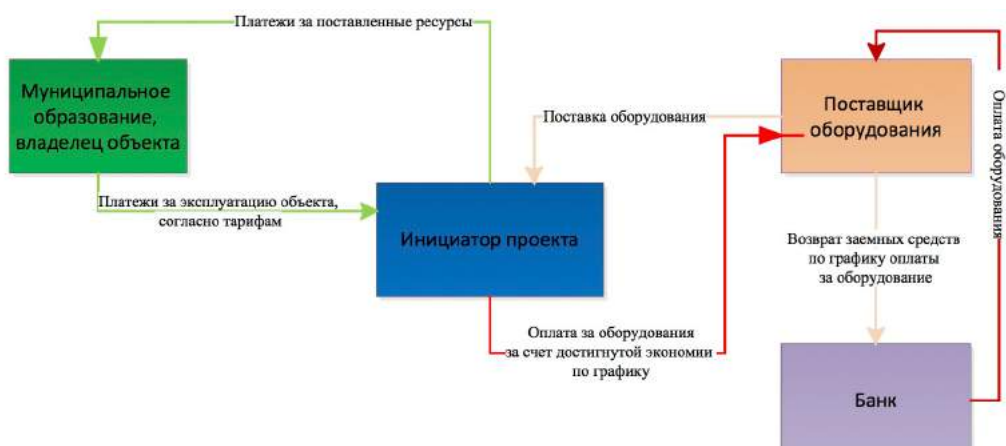 Платежи за поставленные ресурсы
Муниципальное
образование,
владелец объекта
Поставщик
оборудования
Оплата оборудования
Поставка оборудования
Платежи за эксплуатацию объекта,
согласно тарифам
Инициатор проекта
Возврат заемных средств
по графику оплаты
за оборудование
Оплата за оборудования
за счет достигнутой экономии
по графику
Банк